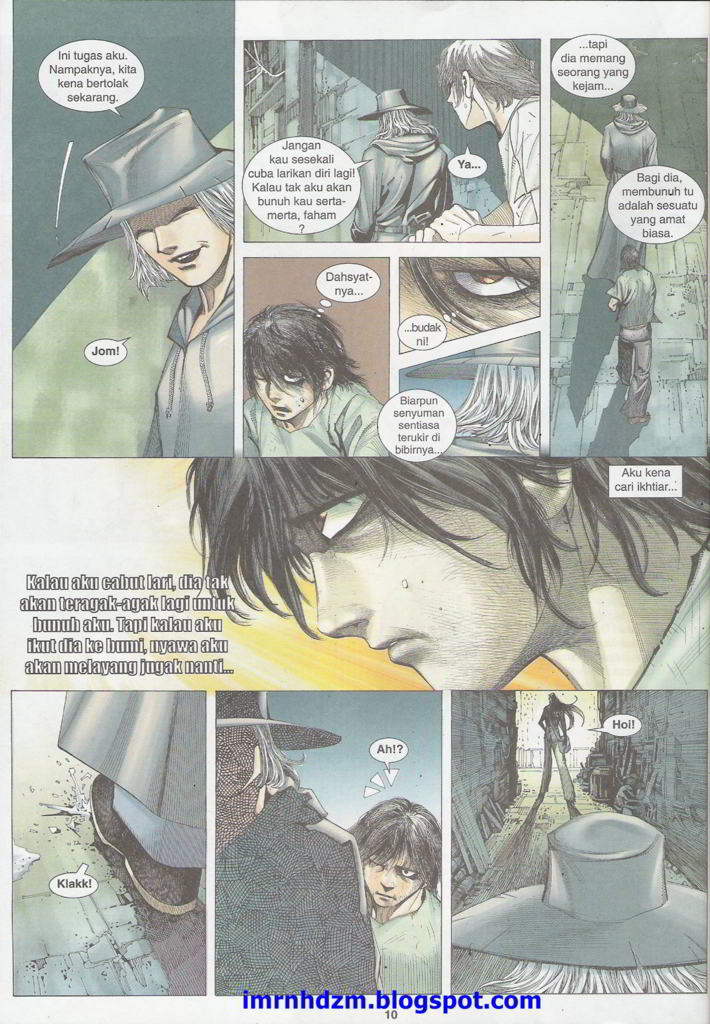 Ini tugas aku.
Nampaknya, kita
kena bertolak
sekarang.
Jom!
Jangan
kau sesekali
cuba larikan diri lagi!
Kalau tak aku akan
bunuh kau serta-
merta, faham
?
Ya...
Dahsyat-
nya...
...budak
ni!
Biarpun
senyuman
sentiasa
terukir di
bibirnya...
...tapi
dia memang
seorang yang
kejam...
Bagi dia,
membunuh tu
adalah sesuatu
yang amat
biasa.
Aku kena
cari ikhtiar...
Kalau aku cabut lari, dia tak
akan teragak-agak lagi untuk
bunuh aku. Tapi kalau aku
ikut dia ke bumi, nyawa aku
akan melayang jugak nanti...
Klakk!
Ah!?
Hoi!
imrnhdzm.blogspot.com
10